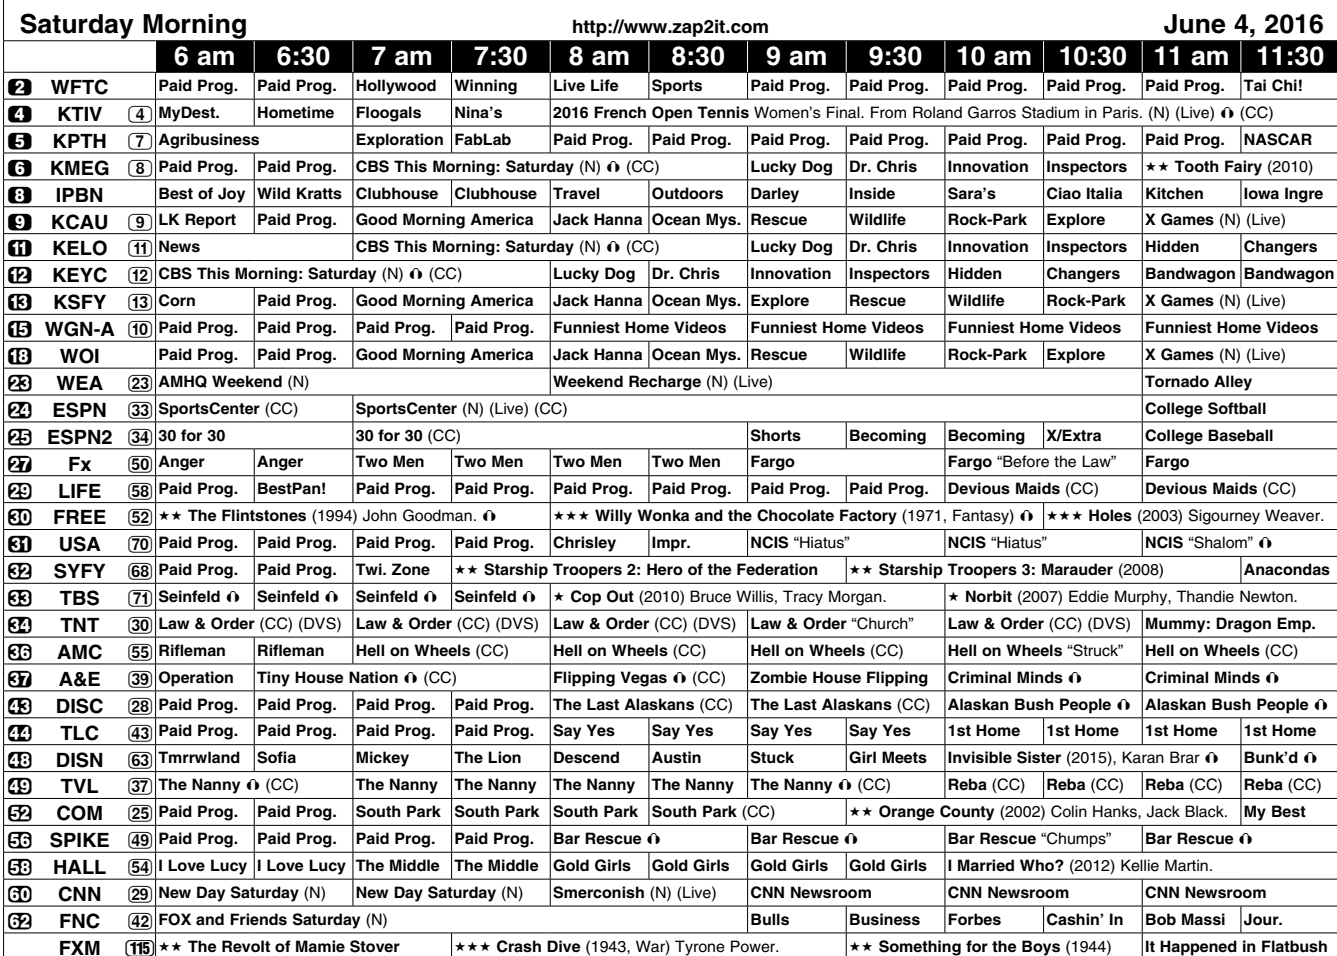 Saturday Morning http://www.zap2it.com June 4, 2016
6 am 6:30 7 am 7:30 8 am 8:30 9 am 9:30 10 am 10:30 11 am 11:30
2 WFTC Paid Prog. Paid Prog. Hollywood Winning Live Life Sports Paid Prog. Paid Prog. Paid Prog. Paid Prog. Paid Prog. Tai Chi!
4 KTIV 4 MyDest. Hometime Floogals Nina's 2016 French Open Tennis Women's Final. From Roland Garros Stadium in Paris. (N) (Live) (CC)
5 KPTH 7 Agribusiness Exploration FabLab Paid Prog. Paid Prog. Paid Prog. Paid Prog. Paid Prog. Paid Prog. Paid Prog. NASCAR
6 KMEG 8 Paid Prog. Paid Prog. CBS This Morning: Saturday (N) (CC) Lucky Dog Dr. Chris Innovation Inspectors ★★ Tooth Fairy (2010)
8 IPBN Best of Joy Wild Kratts Clubhouse Clubhouse Travel Outdoors Darley Inside Sara's Ciao Italia Kitchen Iowa Ingre
9 KCAU 9 LK Report Paid Prog. Good Morning America Jack Hanna Ocean Mys. Rescue Wildlife Rock-Park Explore X Games (N) (Live)
11 KELO 11 News CBS This Morning: Saturday (N) (CC) Lucky Dog Dr. Chris Innovation Inspectors Hidden Changers
12 KEYC 12 CBS This Morning: Saturday (N) (CC) Lucky Dog Dr. Chris Innovation Inspectors Hidden Changers Bandwagon Bandwagon
13 KSFY 13 Corn Paid Prog. Good Morning America Jack Hanna Ocean Mys. Explore Rescue Wildlife Rock-Park X Games (N) (Live)
15 WGN-A 10 Paid Prog. Paid Prog. Paid Prog. Paid Prog. Funniest Home Videos Funniest Home Videos Funniest Home Videos Funniest Home Videos
18 WOI Paid Prog. Paid Prog. Good Morning America Jack Hanna Ocean Mys. Rescue Wildlife Rock-Park Explore X Games (N) (Live)
23 WEA 23 AMHQ Weekend (N) Weekend Recharge (N) (Live) Tornado Alley
24 ESPN 33 SportsCenter (CC) SportsCenter (N) (Live) (CC) College Softball
25 ESPN2 34 30 for 30 30 for 30 (CC) Shorts Becoming Becoming X/Extra College Baseball
27 Fx 50 Anger Anger Two Men Two Men Two Men Two Men Fargo Fargo “Before the Law” Fargo
29 LIFE 58 Paid Prog. BestPan! Paid Prog. Paid Prog. Paid Prog. Paid Prog. Paid Prog. Paid Prog. Devious Maids (CC) Devious Maids (CC)
30 FREE 52 ★★ The Flintstones (1994) John Goodman. ★★★ Willy Wonka and the Chocolate Factory (1971, Fantasy) ★★★ Holes (2003) Sigourney Weaver.
31 USA 70 Paid Prog. Paid Prog. Paid Prog. Paid Prog. Chrisley Impr. NCIS “Hiatus” NCIS “Hiatus” NCIS “Shalom”
32 SYFY 68 Paid Prog. Paid Prog. Twi. Zone ★★ Starship Troopers 2: Hero of the Federation ★★ Starship Troopers 3: Marauder (2008) Anacondas
33 TBS 71 Seinfeld Seinfeld Seinfeld Seinfeld ★ Cop Out (2010) Bruce Willis, Tracy Morgan. ★ Norbit (2007) Eddie Murphy, Thandie Newton.
34 TNT 30 Law & Order (CC) (DVS) Law & Order (CC) (DVS) Law & Order (CC) (DVS) Law & Order “Church” Law & Order (CC) (DVS) Mummy: Dragon Emp.
36 AMC 55 Rifleman Rifleman Hell on Wheels (CC) Hell on Wheels (CC) Hell on Wheels (CC) Hell on Wheels “Struck” Hell on Wheels (CC)
37 A&E 39 Operation Tiny House Nation (CC) Flipping Vegas (CC) Zombie House Flipping Criminal Minds Criminal Minds
43 DISC 28 Paid Prog. Paid Prog. Paid Prog. Paid Prog. The Last Alaskans (CC) The Last Alaskans (CC) Alaskan Bush People Alaskan Bush People
44 TLC 43 Paid Prog. Paid Prog. Paid Prog. Paid Prog. Say Yes Say Yes Say Yes Say Yes 1st Home 1st Home 1st Home 1st Home
48 DISN 63 Tmrrwland Sofia Mickey The Lion Descend Austin Stuck Girl Meets Invisible Sister (2015), Karan Brar Bunk'd
49 TVL 37 The Nanny (CC) The Nanny The Nanny The Nanny The Nanny The Nanny (CC) Reba (CC) Reba (CC) Reba (CC) Reba (CC)
52 COM 25 Paid Prog. Paid Prog. South Park South Park South Park South Park (CC) ★★ Orange County (2002) Colin Hanks, Jack Black. My Best
56 SPIKE 49 Paid Prog. Paid Prog. Paid Prog. Paid Prog. Bar Rescue Bar Rescue Bar Rescue “Chumps” Bar Rescue
58 HALL 54 I Love Lucy I Love Lucy The Middle The Middle Gold Girls Gold Girls Gold Girls Gold Girls I Married Who? (2012) Kellie Martin.
60 CNN 29 New Day Saturday (N) New Day Saturday (N) Smerconish (N) (Live) CNN Newsroom CNN Newsroom CNN Newsroom
62 FNC 42 FOX and Friends Saturday (N) Bulls Business Forbes Cashin' In Bob Massi Jour.
FXM 115 ★★ The Revolt of Mamie Stover ★★★ Crash Dive (1943, War) Tyrone Power. ★★ Something for the Boys (1944) It Happened in Flatbush